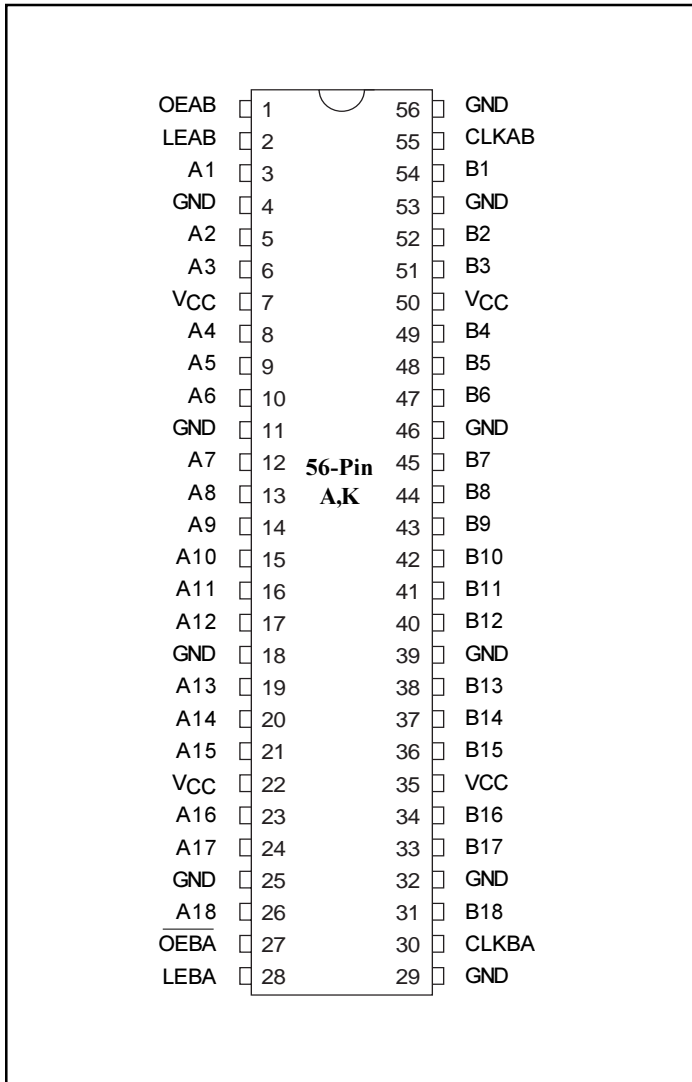 OEAB 1 56 GND
LEAB 2 55 CLKAB
A1 3 54 B1
GND 4 53 GND
A2 5 52 B2
A3 6 51 B3
VCC 7 50 VCC
A4 8 49 B4
A5 9 48 B5
A6 10 47 B6
GND 11 46 GND
A7 12 56-Pin 45 B7
A8 13 A,K 44 B8
A9 14 43 B9
A10 15 42 B10
A11 16 41 B11
A12 17 40 B12
GND 18 39 GND
A13 19 38 B13
A14 20 37 B14
A15 21 36 B15
VCC 22 35 VCC
A16 23 34 B16
A17 24 33 B17
GND 25 32 GND
A18 26 31 B18
O̅E̅B̅A̅ 27 30 CLKBA
LEBA 28 29 GND